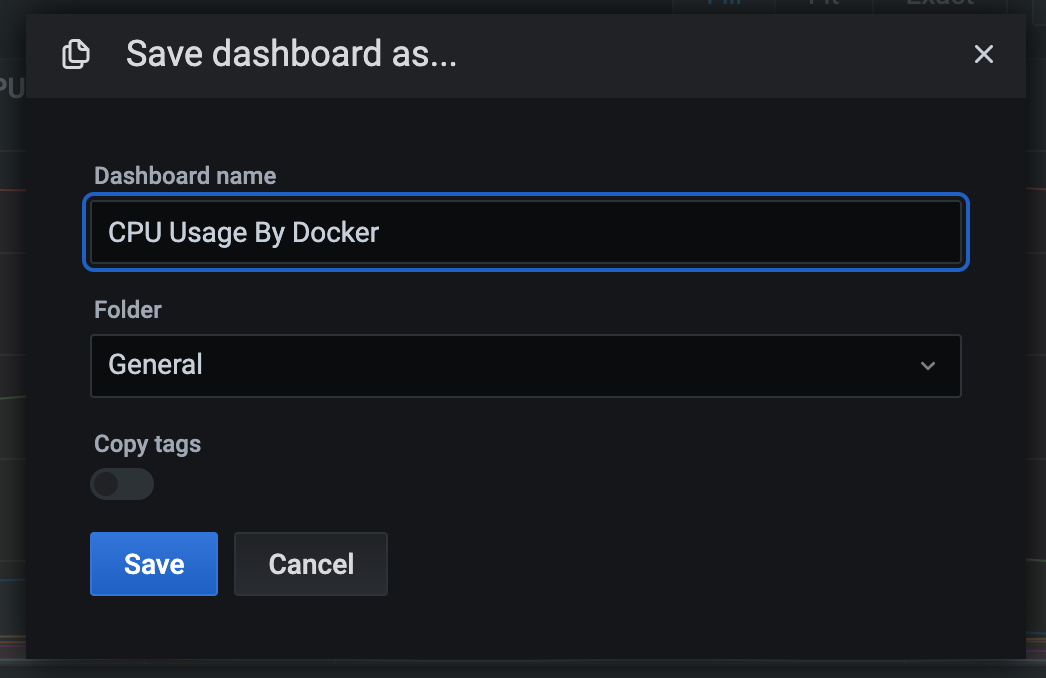 Save dashboard as...
Dashboard name
CPU Usage By Docker
Folder
General
Copy tags
Save
Cancel